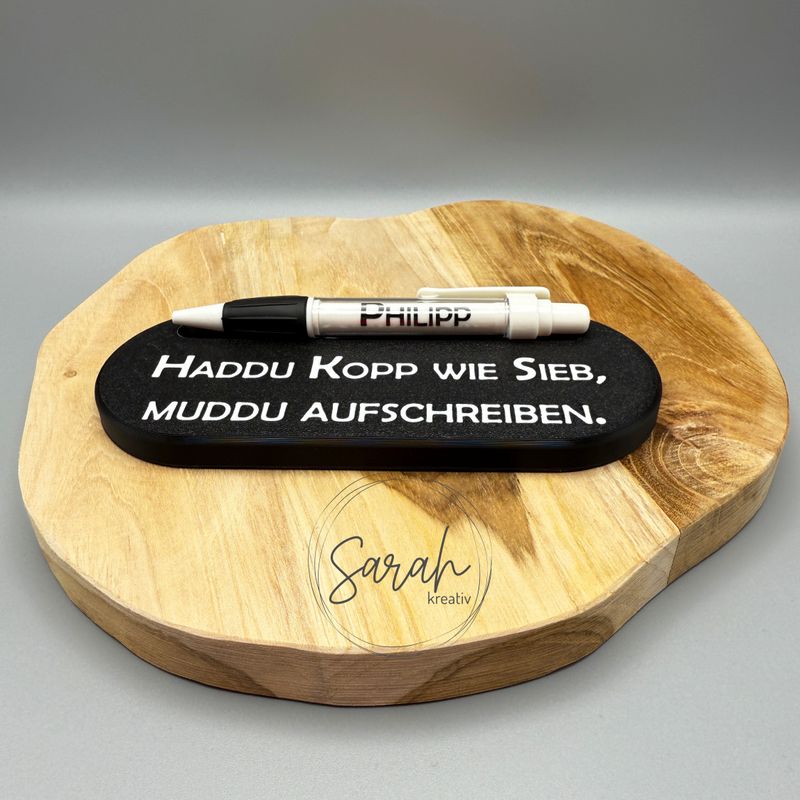 PHILIPP
HADDU KOPP WIE SIEB,
MUDDU AUFSCHREIBEN.
Sarah
kreativ